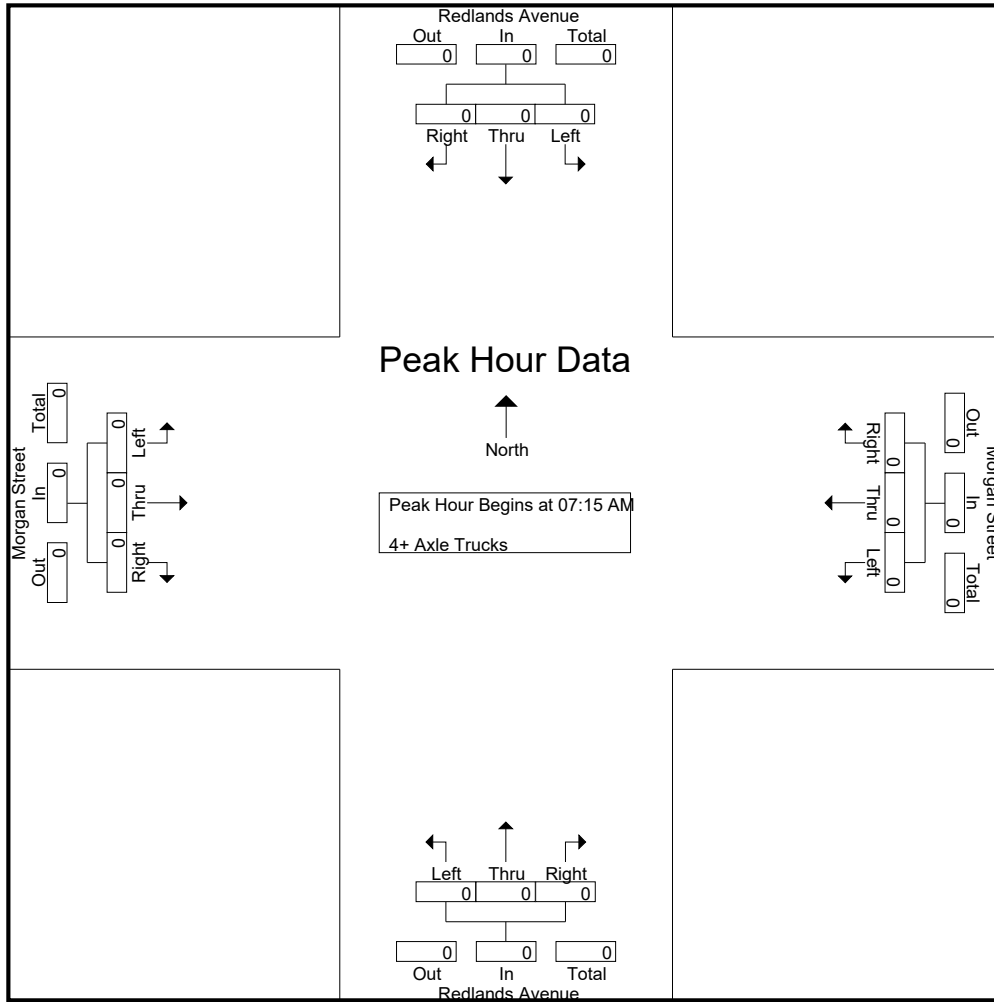 Redlands Avenue
Out In Total
0 0 0
0 0 0
Right Thru Left
Peak Hour Data
North
Peak Hour Begins at 07:15 AM
4+ Axle Trucks
Morgan Street
Out In Total
0 0 0
0 0 0
Right Thru Left
Morgan Street
Out In Total
0 0 0
0 0 0
Right Thru Left
Left Thru Right
0 0 0
0 0 0
Out In Total
Redlands Avenue